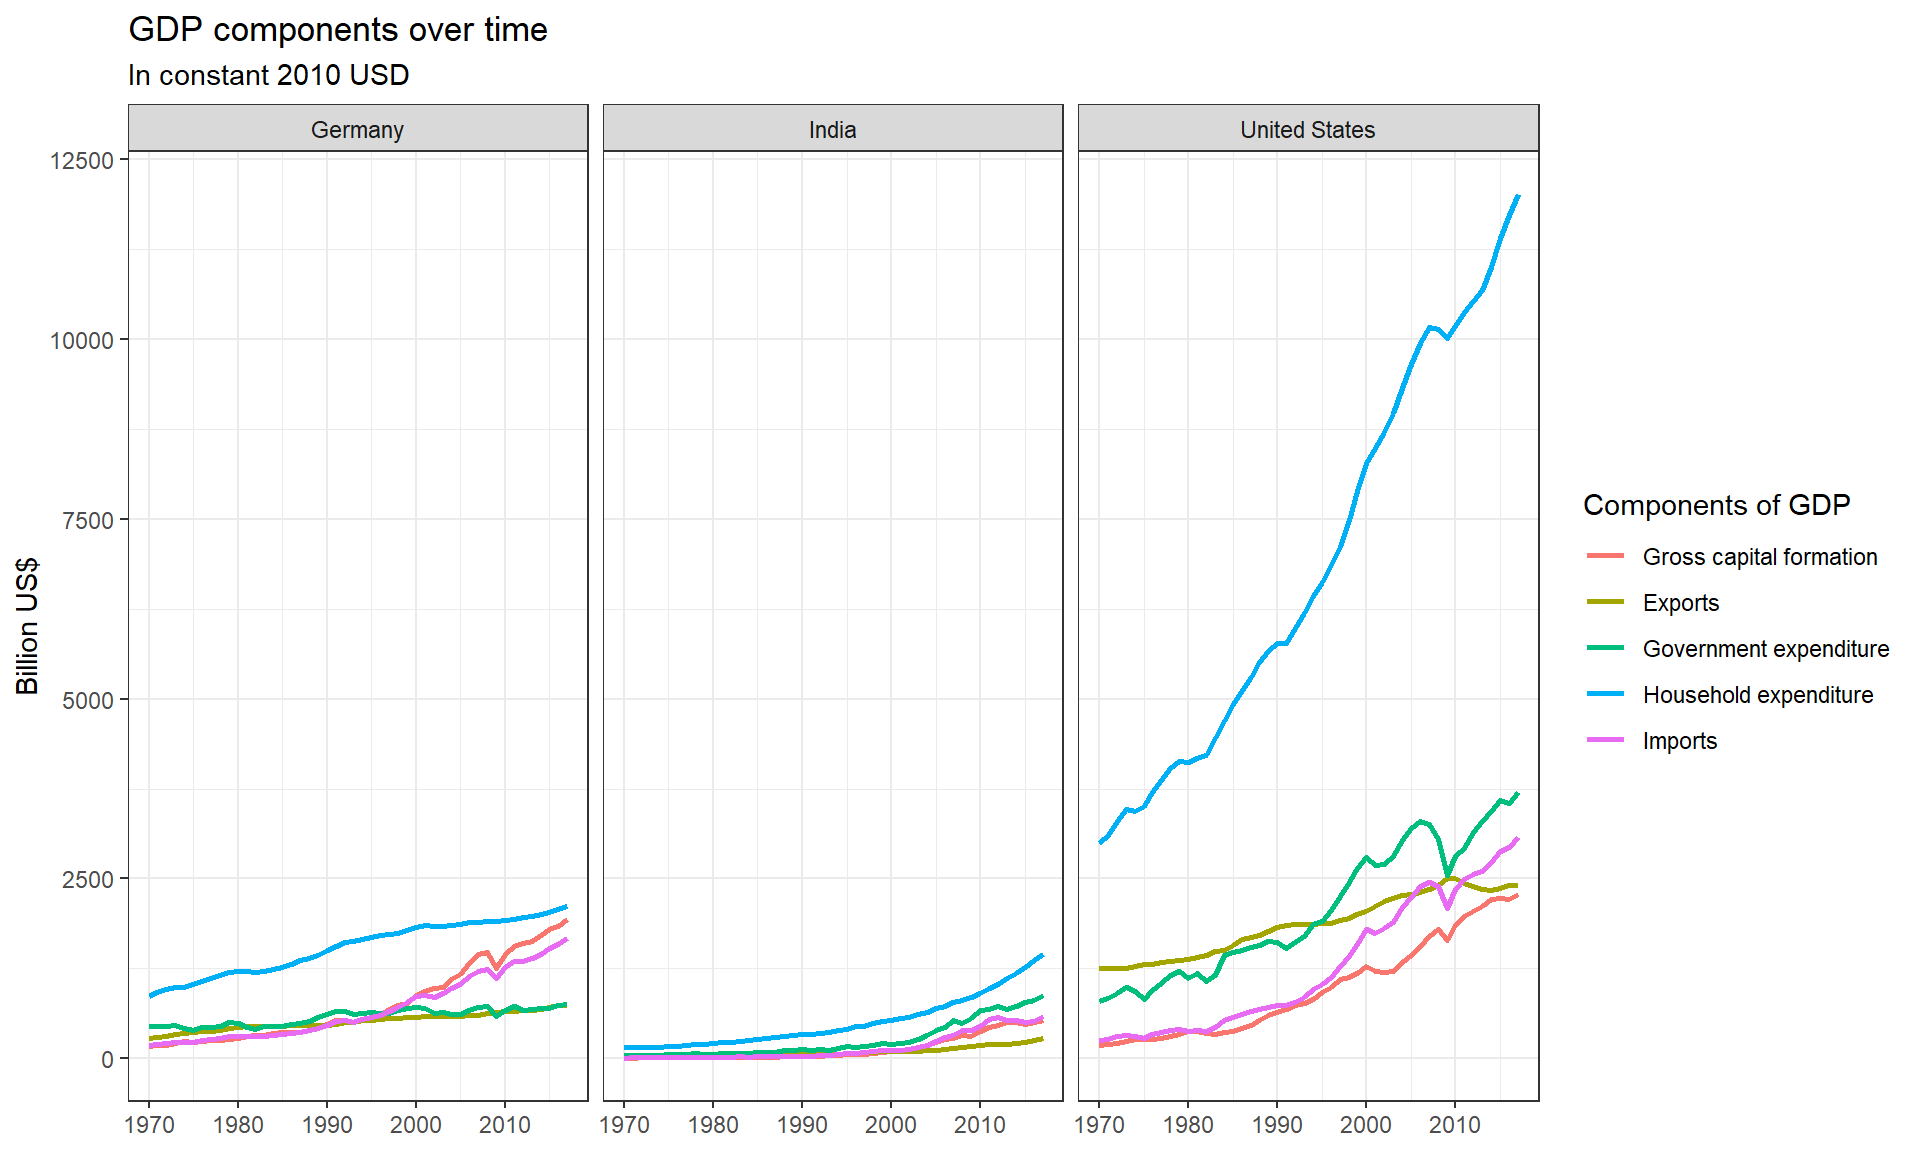 GDP components over time
In constant 2010 USD
Germany
India
United States
12500
10000
7500
5000
2500
0
Billion US$
1970 1980 1990 2000 2010
1970 1980 1990 2000 2010
1970 1980 1990 2000 2010
Components of GDP
Gross capital formation
Exports
Government expenditure
Household expenditure
Imports